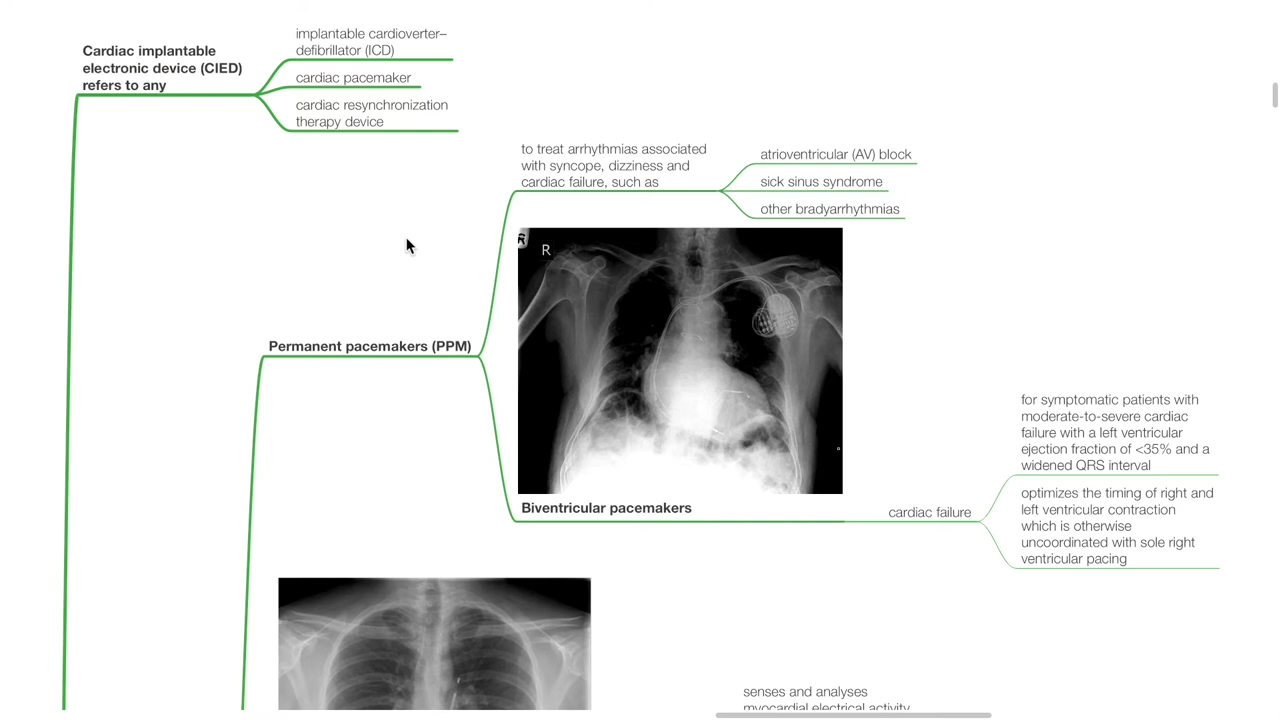 Cardiac implantable
electronic device (CIED)
refers to any
implantable cardioverter–
defibrillator (ICD)
cardiac pacemaker
cardiac resynchronization
therapy device
to treat arrhythmias associated
with syncope, dizziness and
cardiac failure, such as
atrioventricular (AV) block
sick sinus syndrome
other bradyarrhythmias
R
R
Permanent pacemakers (PPM)
Biventricular pacemakers
cardiac failure
for symptomatic patients with
moderate-to-severe cardiac
failure with a left ventricular
ejection fraction of <35% and a
widened QRS interval
optimizes the timing of right and
left ventricular contraction
which is otherwise
uncoordinated with sole right
ventricular pacing
senses and analyses
myocardial electrical activity